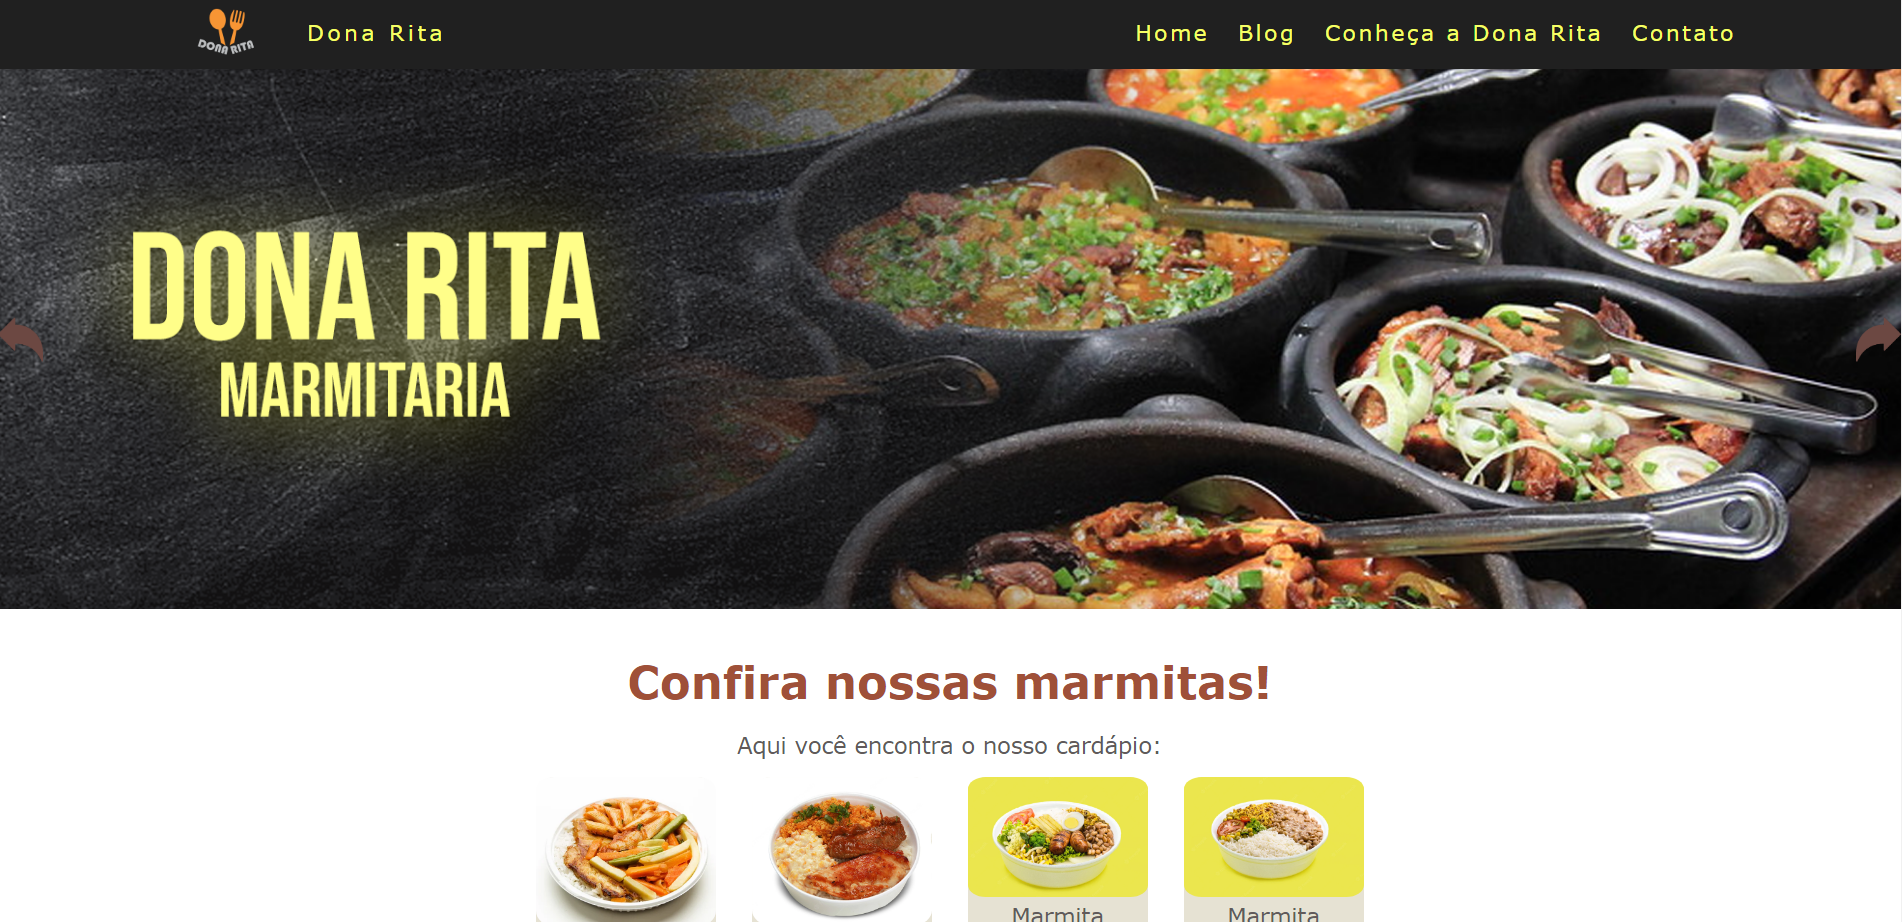 DONA RITA
Dona Rita
Home
Blog
Conheça a Dona Rita
Contato
DONA RITA
MARMITARIA
Confira nossas marmitas!
Aqui você encontra o nosso cardápio:
Marmita
Marmita